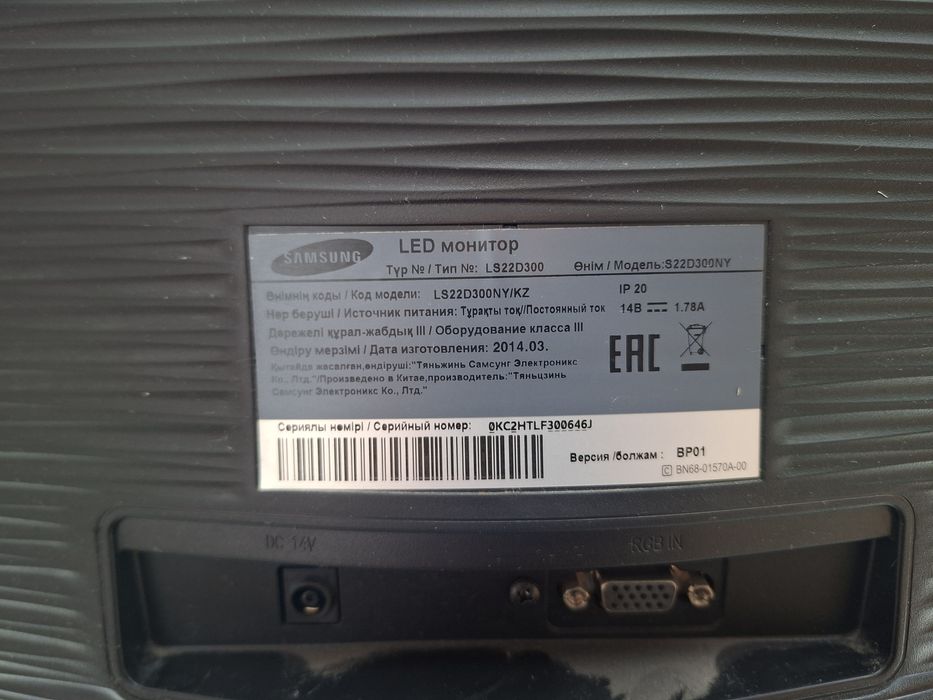 SAMSUNG
LED монитор
Түр № / Тип №: LS22D300 Өнім / Модель:S22D300NY
Өнімнің коды / Код модели: LS22D300NY/KZ IP 20
Нәр беруші / Источник питания: Тұрақты тоқ//Постоянный ток 14В 1.78A
Дәрежелі құрал-жабдық III / Оборудование класса III
Өндіру мерзімі / Дата изготовления: 2014.03.
EAC
Қытайда жасалған,өндіруші:"Тяньжинь Самсунг Электроникс
Ко., Лтд."/Произведено в Китае,производитель:"Тяньцзинь
Самсунг Электроникс Ко., Лтд."
Сериялы нөмірі / Серийный номер: 0KC2HTLF300646J
Версия /болжам : BP01
C BN68-01570A-00
DC 14V RGB IN